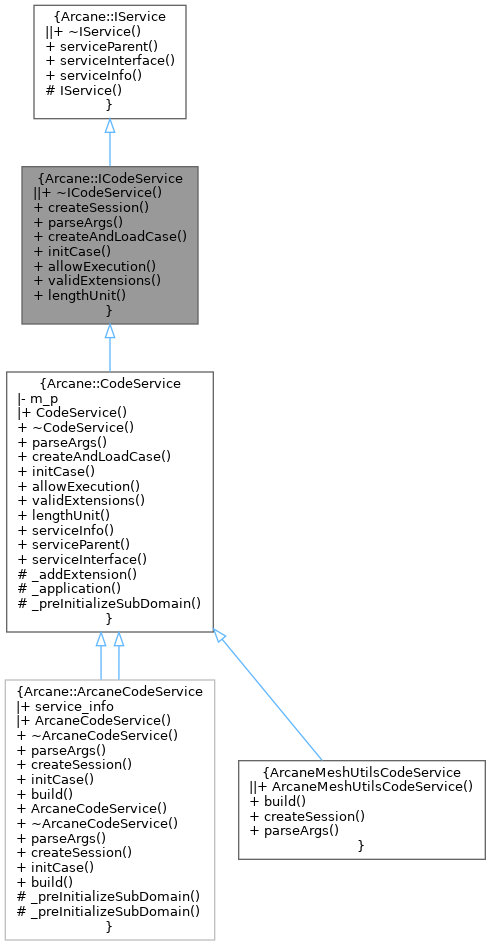 {Arcane::IService
||+ ~IService()
+ serviceParent()
+ serviceInterface()
+ serviceInfo()
# IService()
}
{Arcane::ICodeService
||+ ~ICodeService()
+ createSession()
+ parseArgs()
+ createAndLoadCase()
+ initCase()
+ allowExecution()
+ validExtensions()
+ lengthUnit()
}
{Arcane::CodeService
|- m_p
|+ CodeService()
+ ~CodeService()
+ parseArgs()
+ createAndLoadCase()
+ initCase()
+ allowExecution()
+ validExtensions()
+ lengthUnit()
+ serviceInfo()
+ serviceParent()
+ serviceInterface()
# _addExtension()
# _application()
# _preInitializeSubDomain()
}
{Arcane::ArcaneCodeService
|+ service_info
|+ ArcaneCodeService()
+ ~ArcaneCodeService()
+ parseArgs()
+ createSession()
+ initCase()
+ build()
+ ArcaneCodeService()
+ ~ArcaneCodeService()
+ parseArgs()
+ createSession()
+ initCase()
+ build()
# _preInitializeSubDomain()
# _preInitializeSubDomain()
}
{ArcaneMeshUtilsCodeService
||+ ArcaneMeshUtilsCodeService()
+ build()
+ createSession()
+ parseArgs()
}